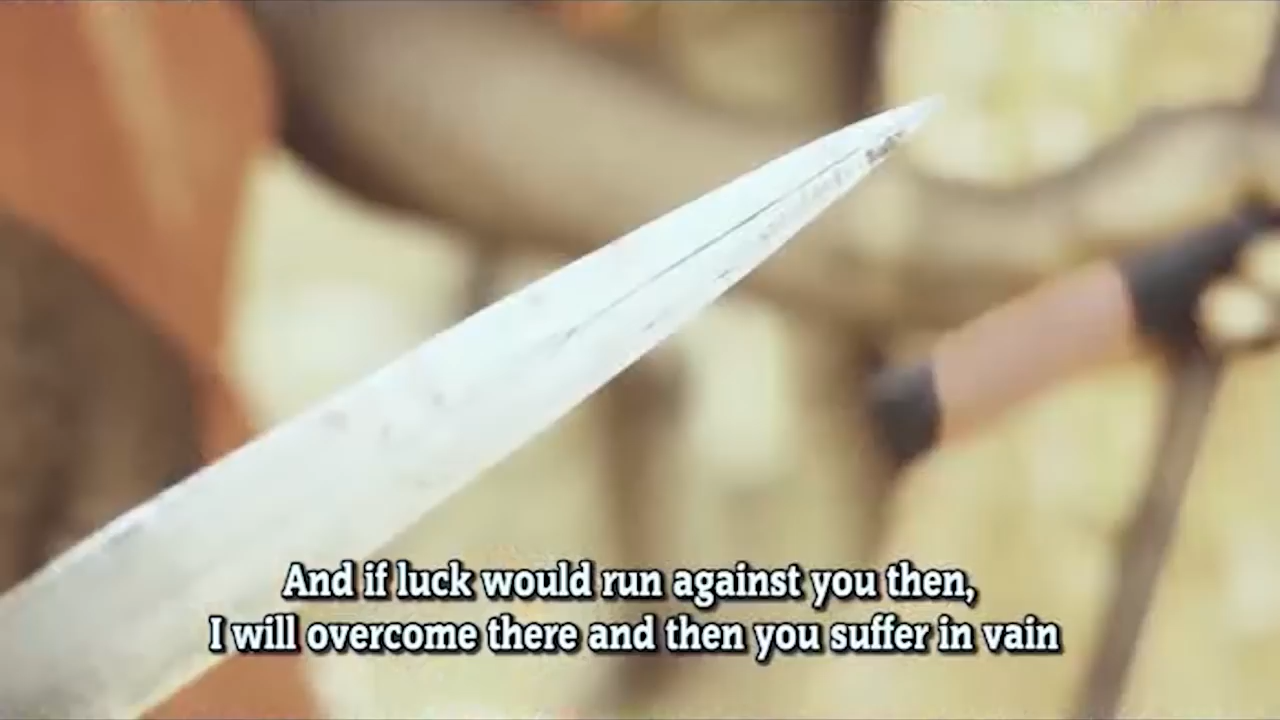 And if luck would run against you then,
I will overcome there and then you suffer in vain